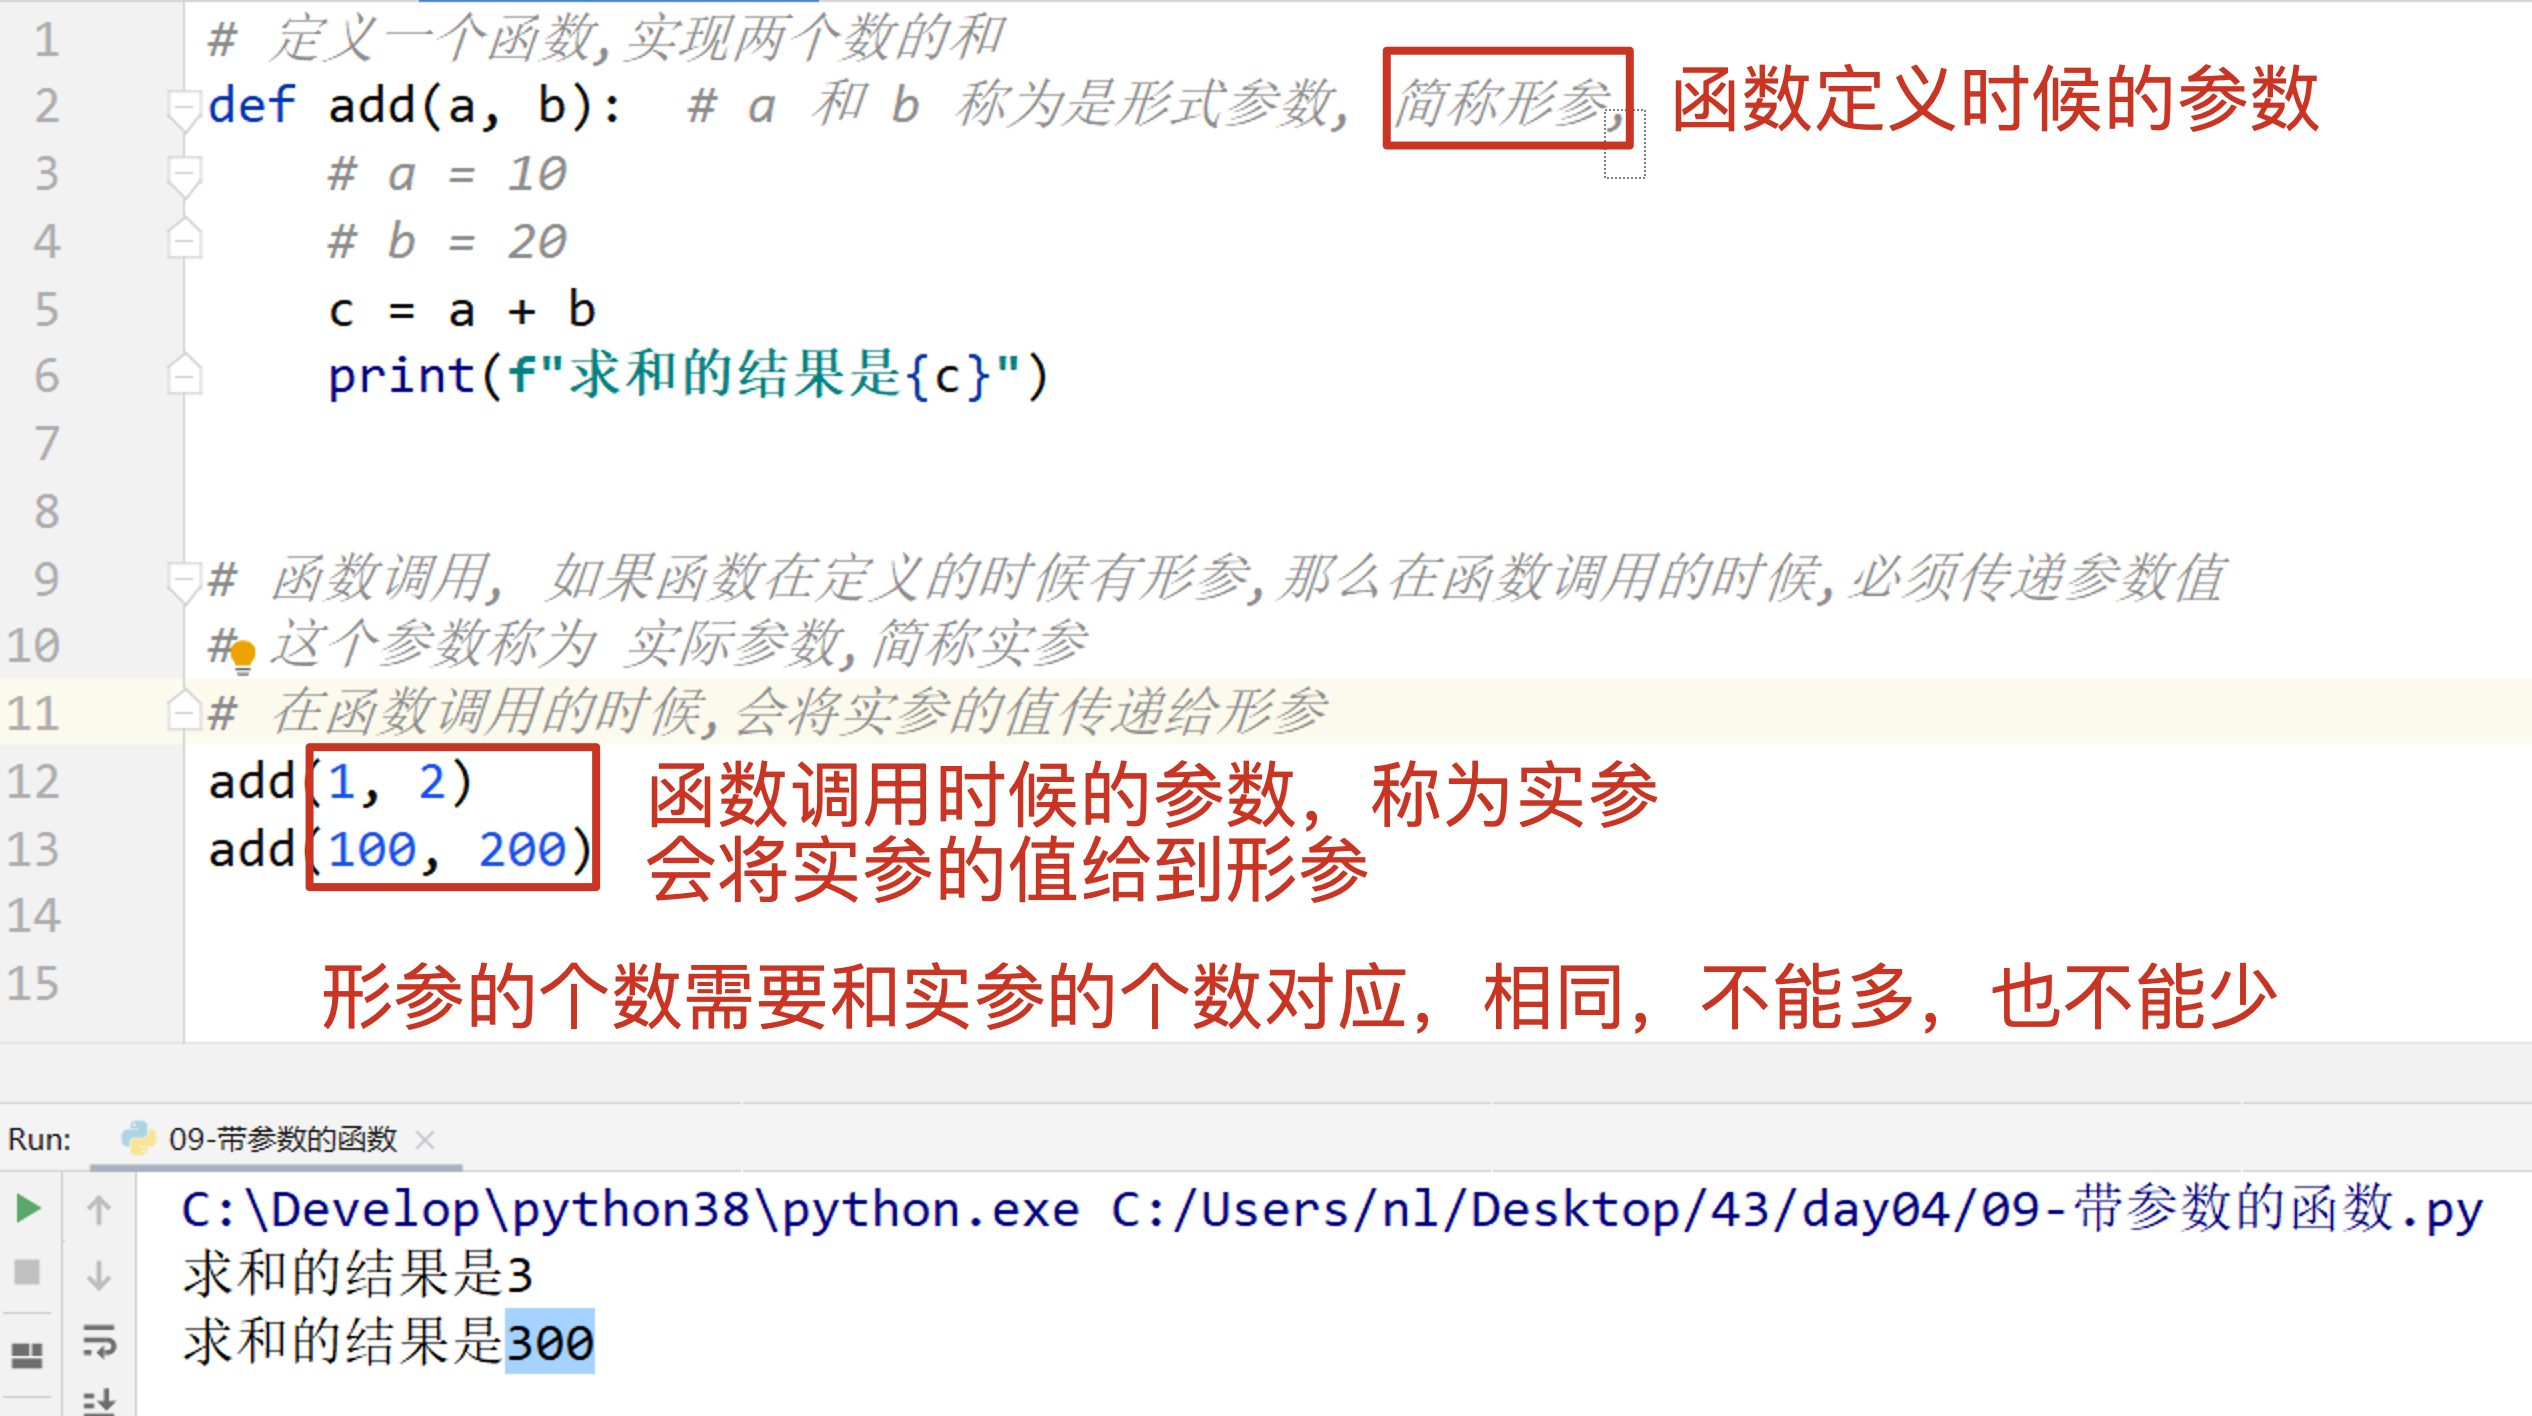 1 # 定义一个函数,实现两个数的和
2 def add(a, b):  # a 和 b 称为是形式参数, 简称形参, 函数定义时候的参数
3 # a = 10
4 # b = 20
5 c = a + b
6 print(f"求和的结果是{c}")
7
8
9 # 函数调用, 如果函数在定义的时候有形参,那么在函数调用的时候,必须传递参数值
10 # 这个参数称为 实际参数,简称实参
11 # 在函数调用的时候,会将实参的值传递给形参
12 add(1, 2) 函数调用时候的参数，称为实参
13 add(100, 200) 会将实参的值给到形参
14
15 形参的个数需要和实参的个数对应，相同，不能多，也不能少
Run: 09-带参数的函数
C:\Develop\python38\python.exe C:/Users/nl/Desktop/43/day04/09-带参数的函数.py
求和的结果是3
求和的结果是300